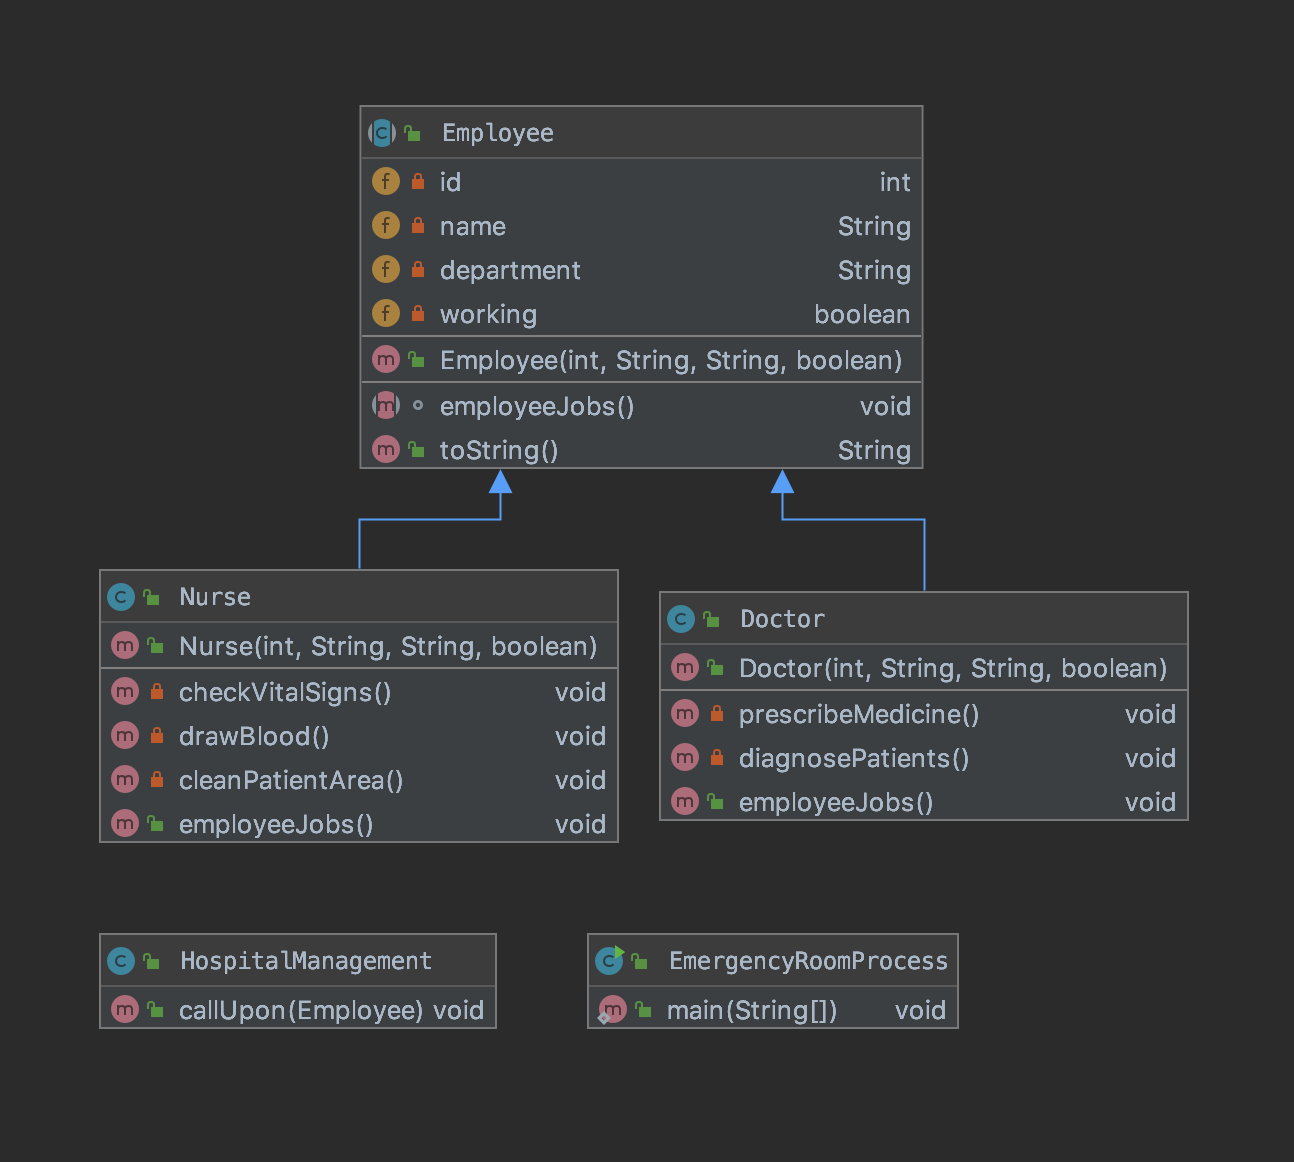 Employee
id int
name String
department String
working boolean
Employee(int, String, String, boolean)
employeeJobs() void
toString() String
Nurse
Nurse(int, String, String, boolean)
checkVitalSigns() void
drawBlood() void
cleanPatientArea() void
employeeJobs() void
Doctor
Doctor(int, String, String, boolean)
prescribeMedicine() void
diagnosePatients() void
employeeJobs() void
HospitalManagement
callUpon(Employee) void
EmergencyRoomProcess
main(String[]) void